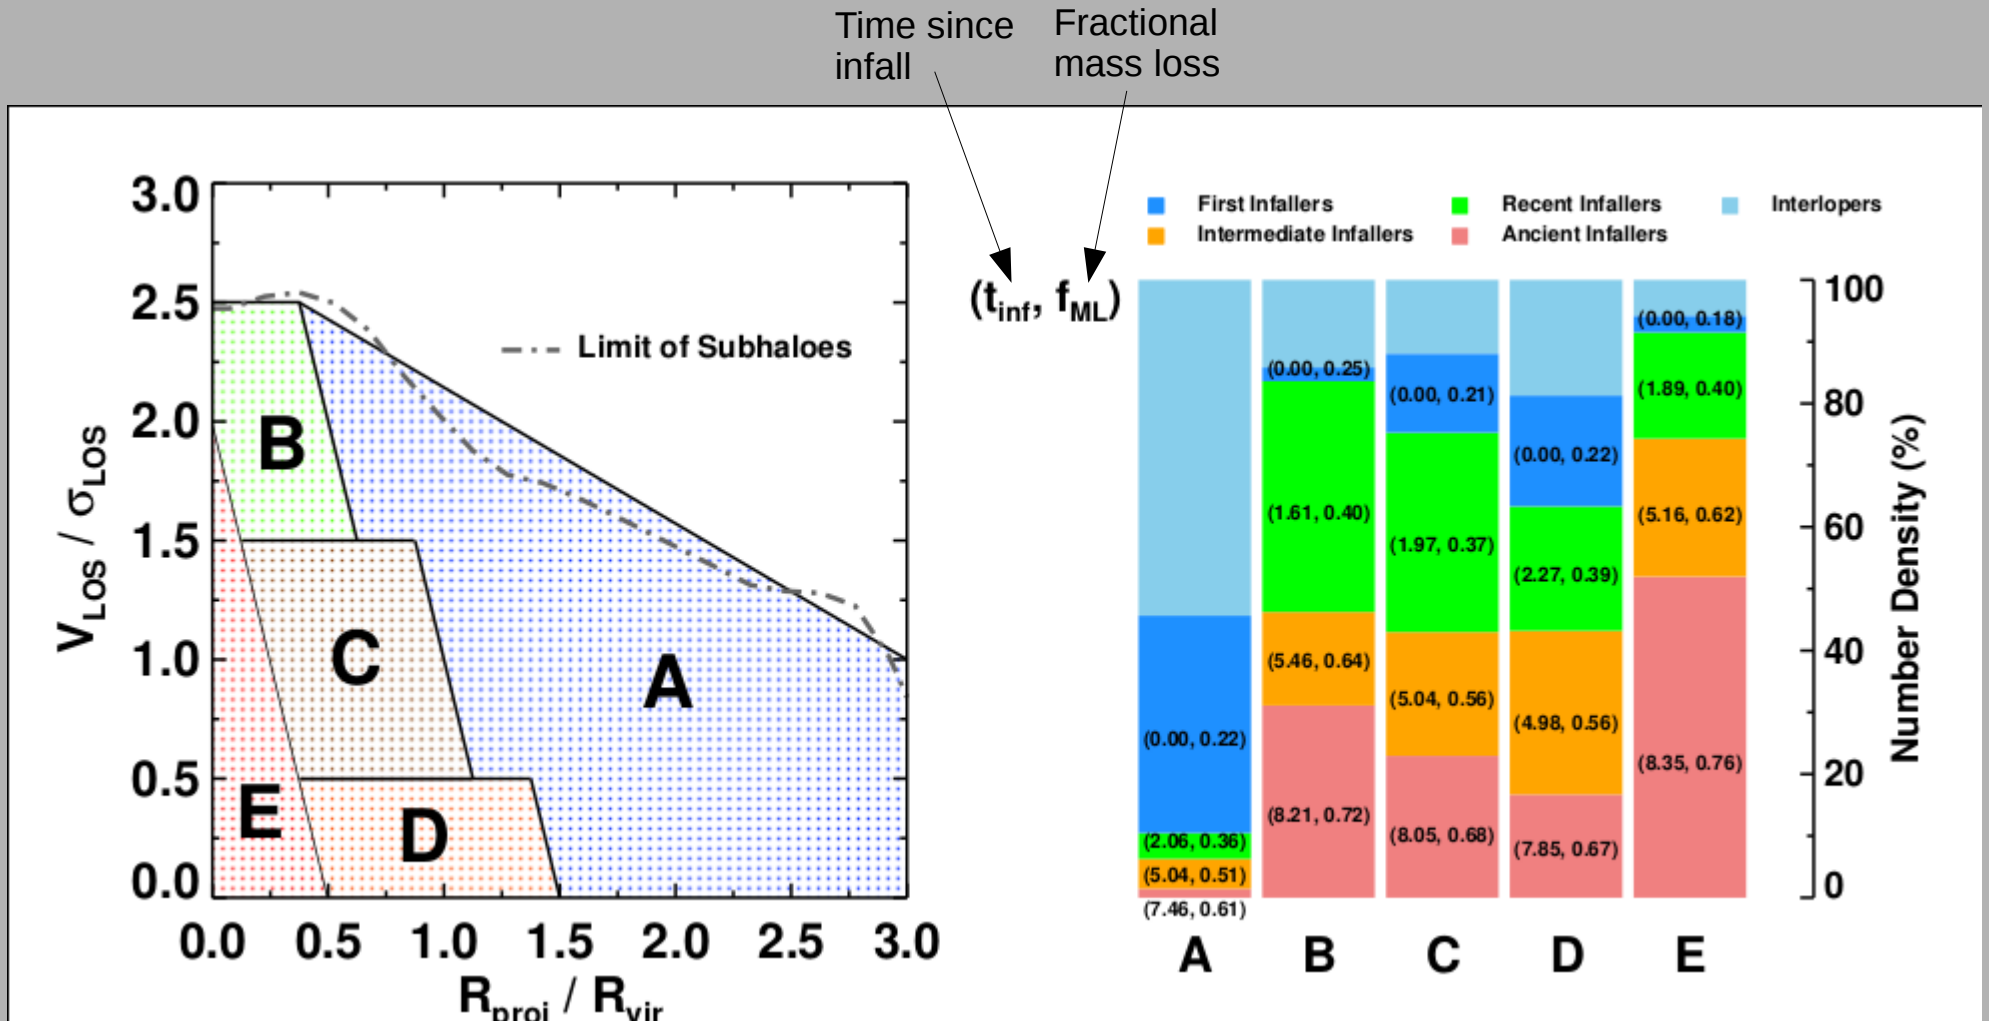 Time since
infall
Fractional
mass loss
3.0
2.5
2.0
1.5
1.0
0.5
0.0
V_LOS / σ_LOS
0.0 0.5 1.0 1.5 2.0 2.5 3.0
R_proj / R_vir
Limit of Subhaloes
A
B
C
D
E
First Infallers
Recent Infallers
Interlopers
Intermediate Infallers
Ancient Infallers
(t_inf, f_ML)
(0.00, 0.22)
(2.06, 0.36)
(5.04, 0.51)
(7.46, 0.61)
(0.00, 0.25)
(1.61, 0.40)
(5.46, 0.64)
(8.21, 0.72)
(0.00, 0.21)
(1.97, 0.37)
(5.04, 0.56)
(8.05, 0.68)
(0.00, 0.22)
(2.27, 0.39)
(4.98, 0.56)
(7.85, 0.67)
(0.00, 0.18)
(1.89, 0.40)
(5.16, 0.62)
(8.35, 0.76)
A B C D E
100
80
60
40
20
0
Number Density (%)